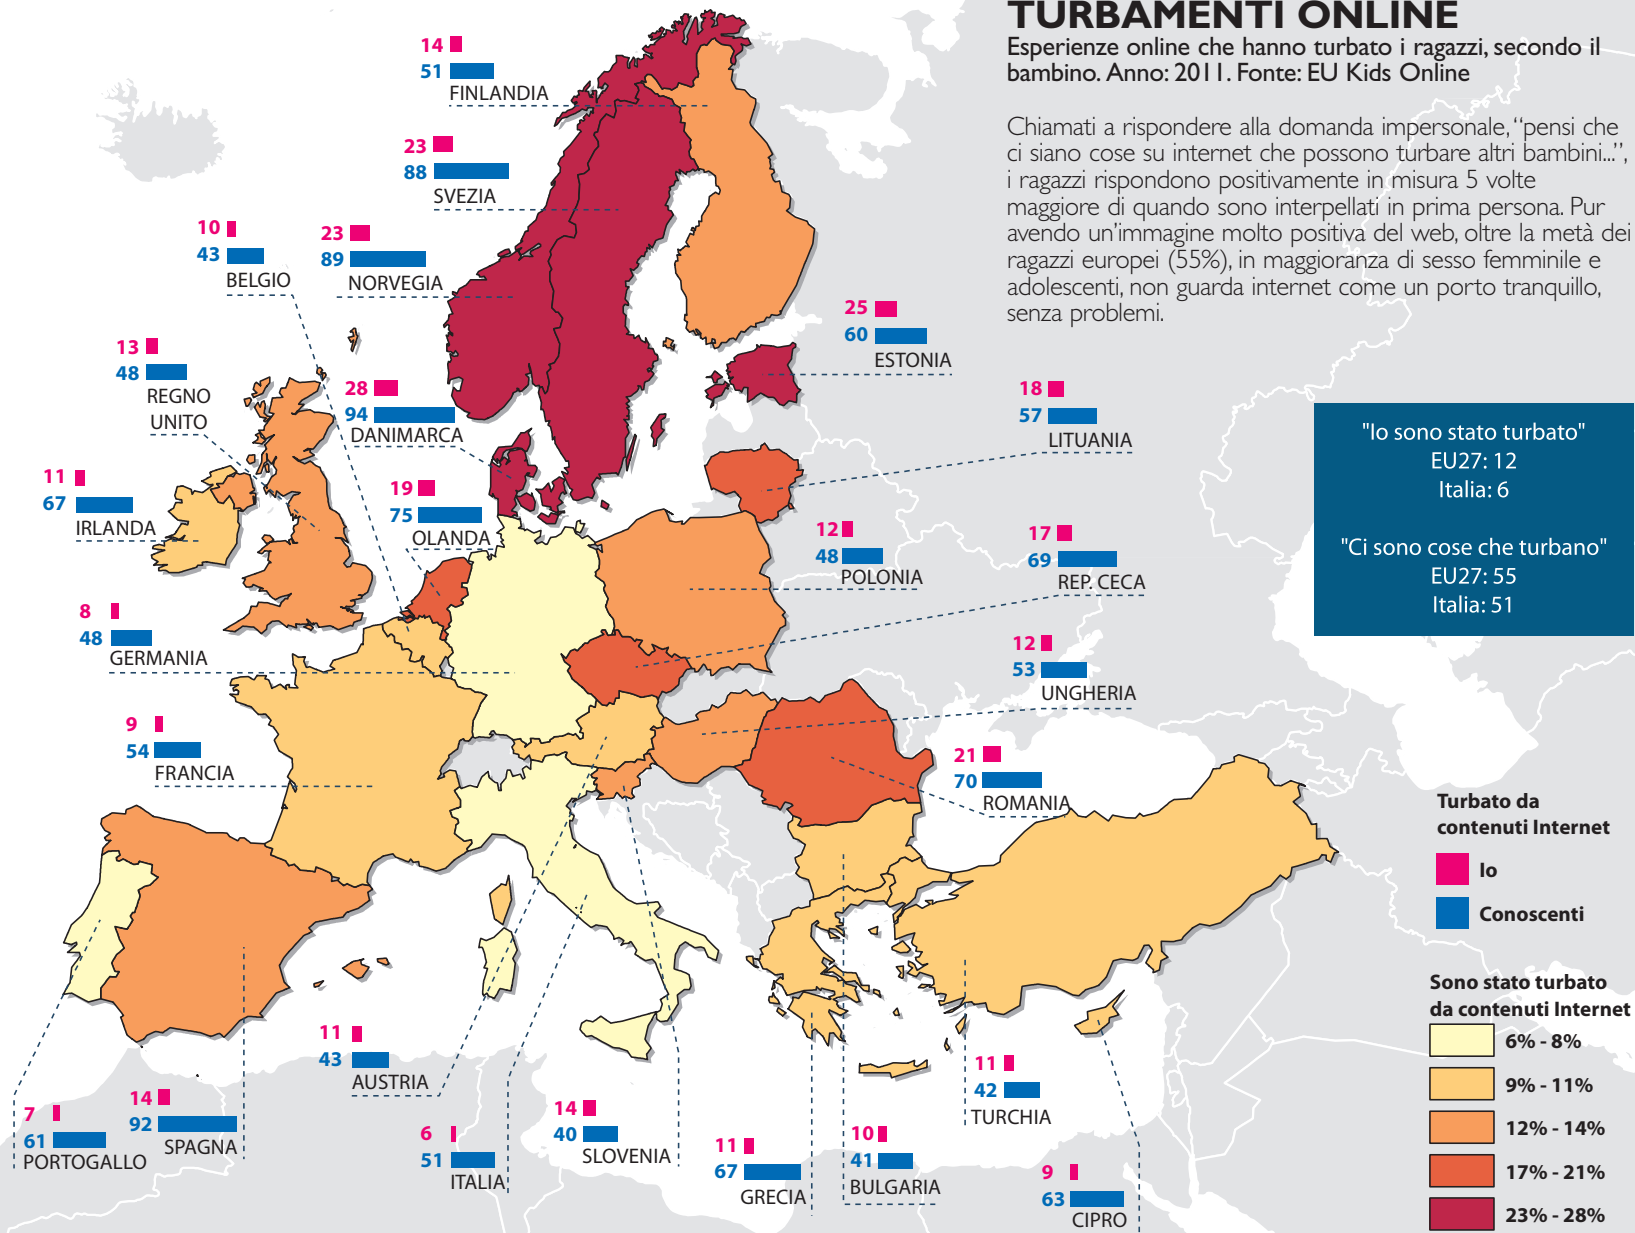 TURBAMENTI ONLINE
Esperienze online che hanno turbato i ragazzi, secondo il
bambino. Anno: 2011. Fonte: EU Kids Online
Chiamati a rispondere alla domanda impersonale, “pensi che
ci siano cose su internet che possono turbare altri bambini...”,
i ragazzi rispondono positivamente in misura 5 volte
maggiore di quando sono interpellati in prima persona. Pur
avendo un'immagine molto positiva del web, oltre la metà dei
ragazzi europei (55%), in maggioranza di sesso femminile e
adolescenti, non guarda internet come un porto tranquillo,
senza problemi.
14
51
FINLANDIA
23
88
SVEZIA
10
43
BELGIO
23
89
NORVEGIA
25
60
ESTONIA
13
48
REGNO
UNITO
28
94
DANIMARCA
18
57
LITUANIA
"Io sono stato turbato"
EU27: 12
Italia: 6
"Ci sono cose che turbano"
EU27: 55
Italia: 51
11
67
IRLANDA
19
75
OLANDA
12
48
POLONIA
17
69
REP. CECA
8
48
GERMANIA
12
53
UNGHERIA
9
54
FRANCIA
21
70
ROMANIA
Turbato da
contenuti Internet
Io
Conoscenti
Sono stato turbato
da contenuti Internet
6% - 8%
9% - 11%
12% - 14%
17% - 21%
23% - 28%
11
43
AUSTRIA
7
61
PORTOGALLO
14
92
SPAGNA
6
51
ITALIA
14
40
SLOVENIA
11
67
GRECIA
10
41
BULGARIA
11
42
TURCHIA
9
63
CIPRO